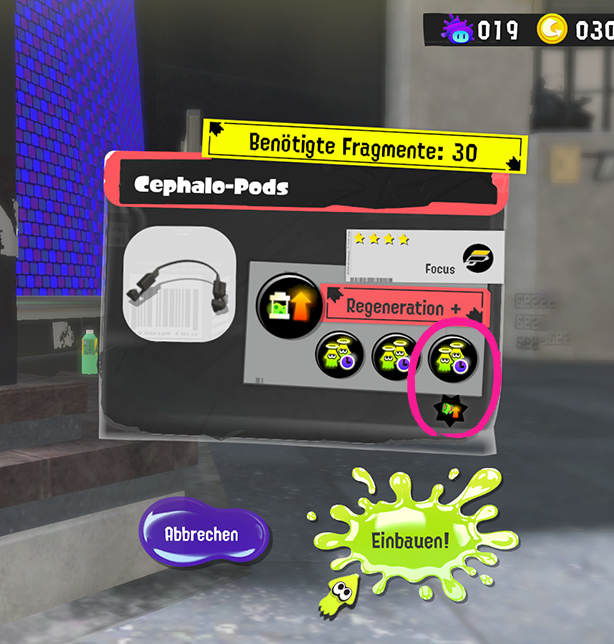 019
030
Benötigte Fragmente: 30
Cephalo-Pods
Focus
Regeneration +
Abbrechen
Einbauen!